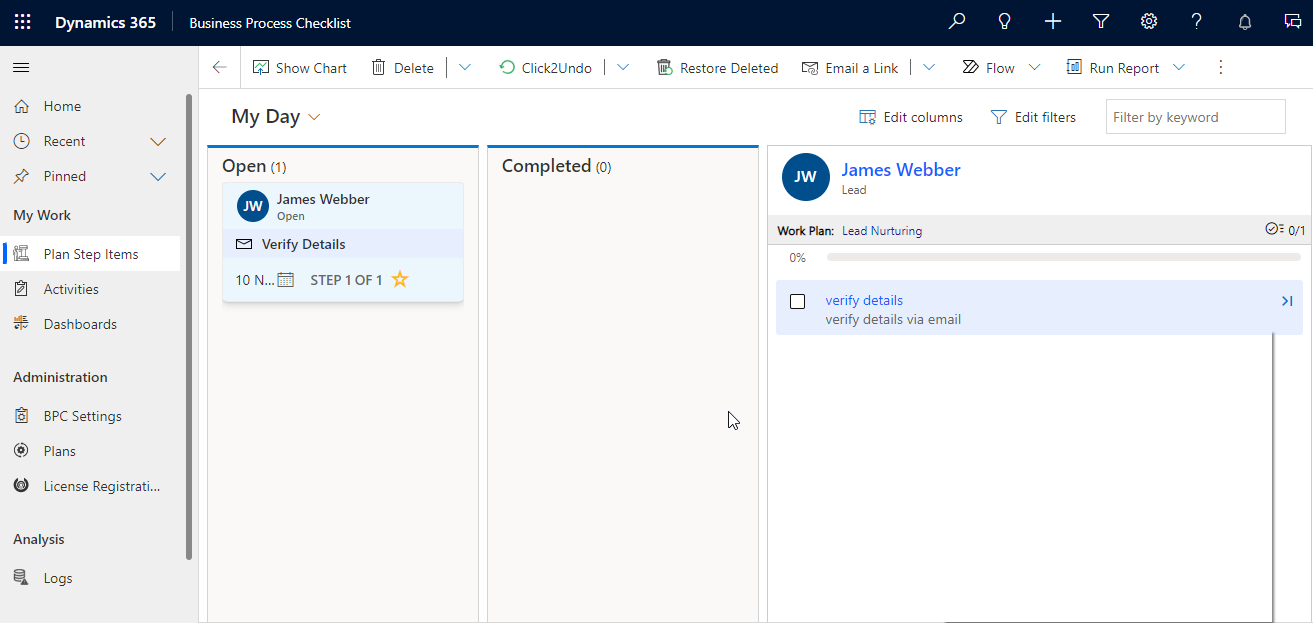 Dynamics 365 Business Process Checklist
Show Chart Delete Click2Undo Restore Deleted Email a Link Flow Run Report
Home
Recent
Pinned
My Work
Plan Step Items
Activities
Dashboards
Administration
BPC Settings
Plans
License Registrati...
Analysis
Logs
My Day
Edit columns Edit filters Filter by keyword
Open (1)
JW James Webber
Open
Verify Details
10 N... STEP 1 OF 1
Completed (0)
JW James Webber
Lead
Work Plan: Lead Nurturing 0/1
0%
verify details
verify details via email